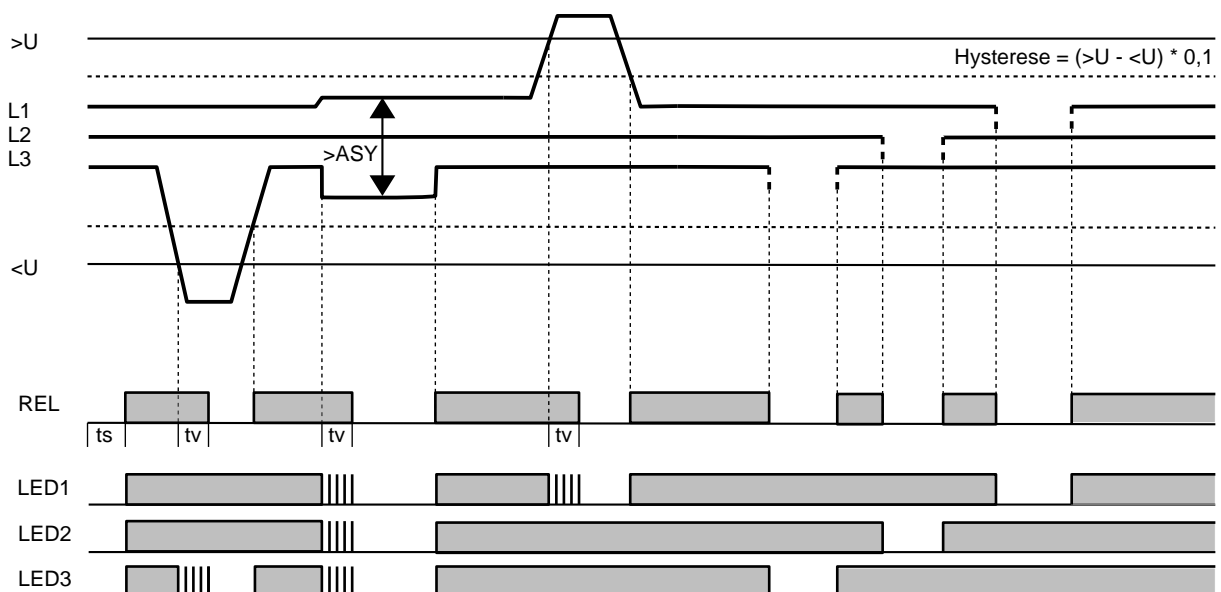 >U
Hysterese = (>U - <U) * 0,1
L1
L2
L3
>ASY
<U
REL
ts
tv
tv
tv
LED1
LED2
LED3